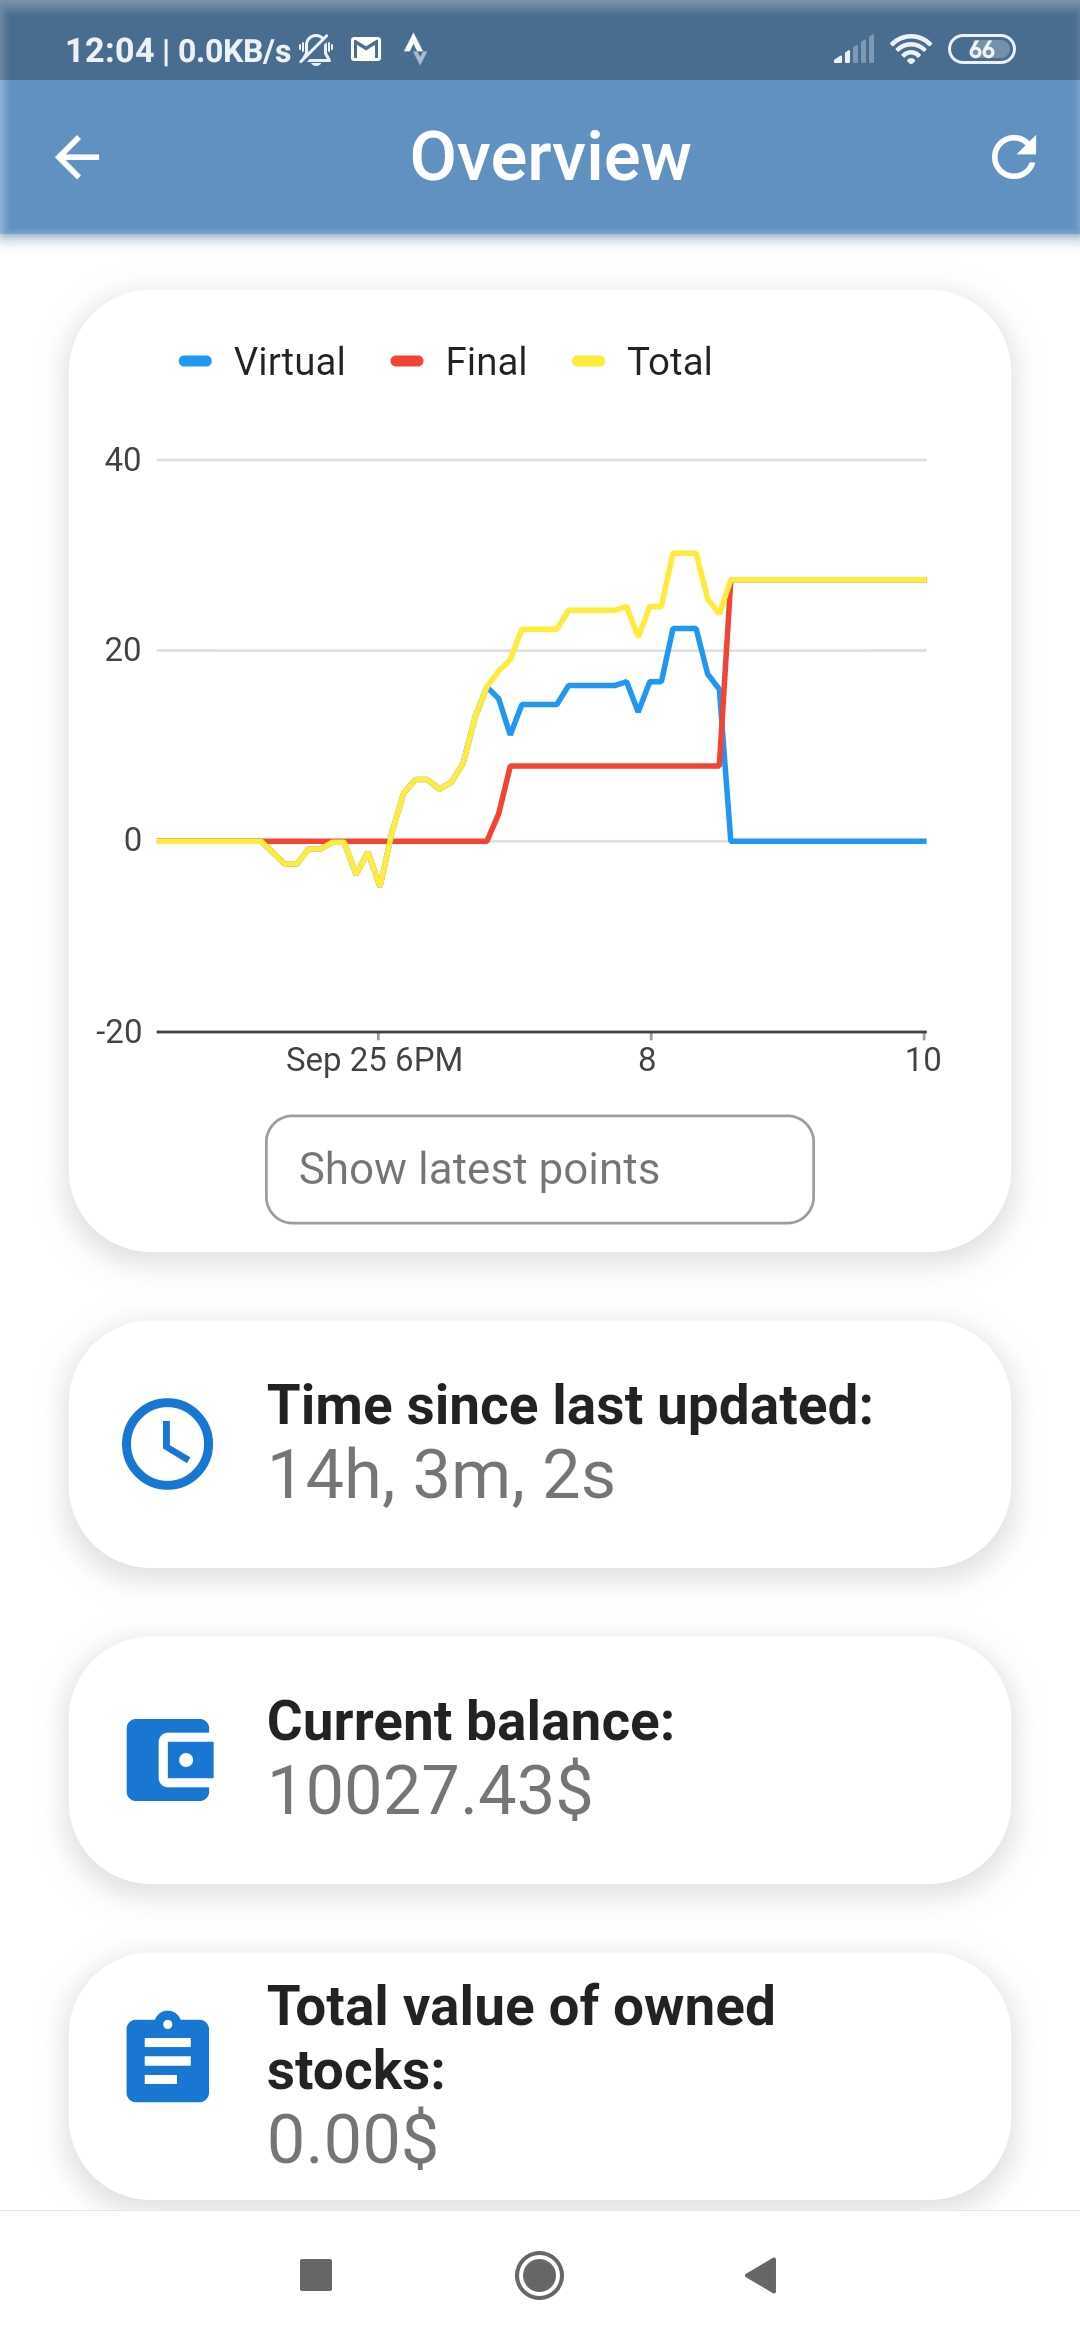 12:04 | 0.0KB/s
66
Overview
Virtual Final Total
40
20
0
-20
Sep 25 6PM 8 10
Show latest points
Time since last updated:
14h, 3m, 2s
Current balance:
10027.43$
Total value of owned
stocks:
0.00$